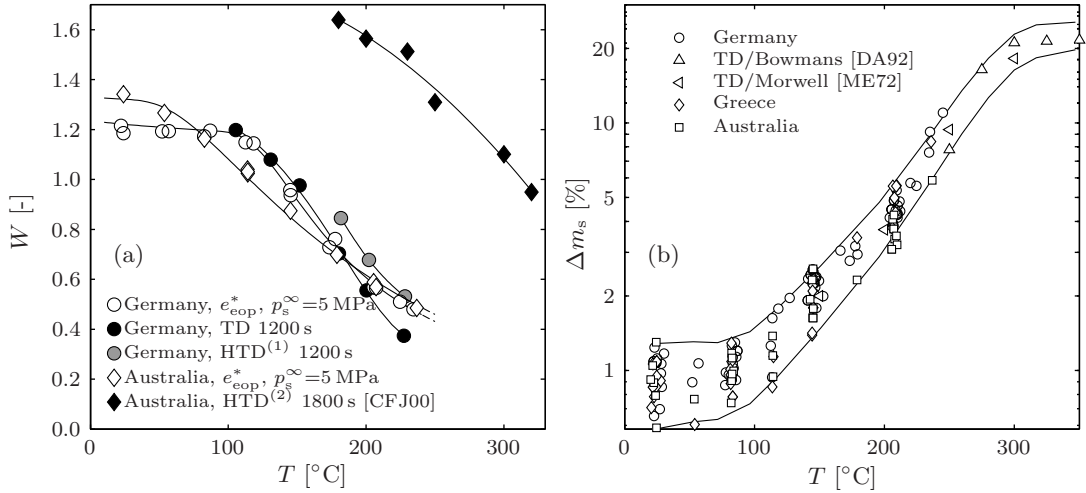 1.6
1.4
1.2
1.0
0.8
0.6
0.4
0.2
0.0
W [-]
(a)
Germany, e*eop, p∞s=5 MPa
Germany, TD 1200 s
Germany, HTD(1) 1200 s
Australia, e*eop, p∞s=5 MPa
Australia, HTD(2) 1800 s [CFJ00]
0 100 200 300
T [°C]
20
10
5
2
1
Δms [%]
Germany
TD/Bowmans [DA92]
TD/Morwell [ME72]
Greece
Australia
(b)
0 100 200 300
T [°C]